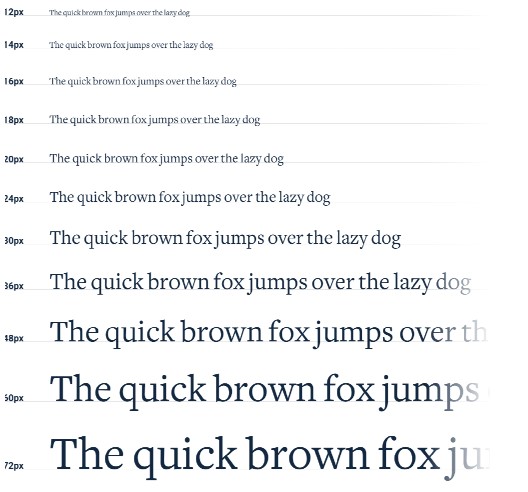 12px The quick brown fox jumps over the lazy dog
14px The quick brown fox jumps over the lazy dog
16px The quick brown fox jumps over the lazy dog
18px The quick brown fox jumps over the lazy dog
20px The quick brown fox jumps over the lazy dog
24px The quick brown fox jumps over the lazy dog
30px The quick brown fox jumps over the lazy dog
36px The quick brown fox jumps over the lazy dog
48px The quick brown fox jumps over th
60px The quick brown fox jumps
72px The quick brown fox ju